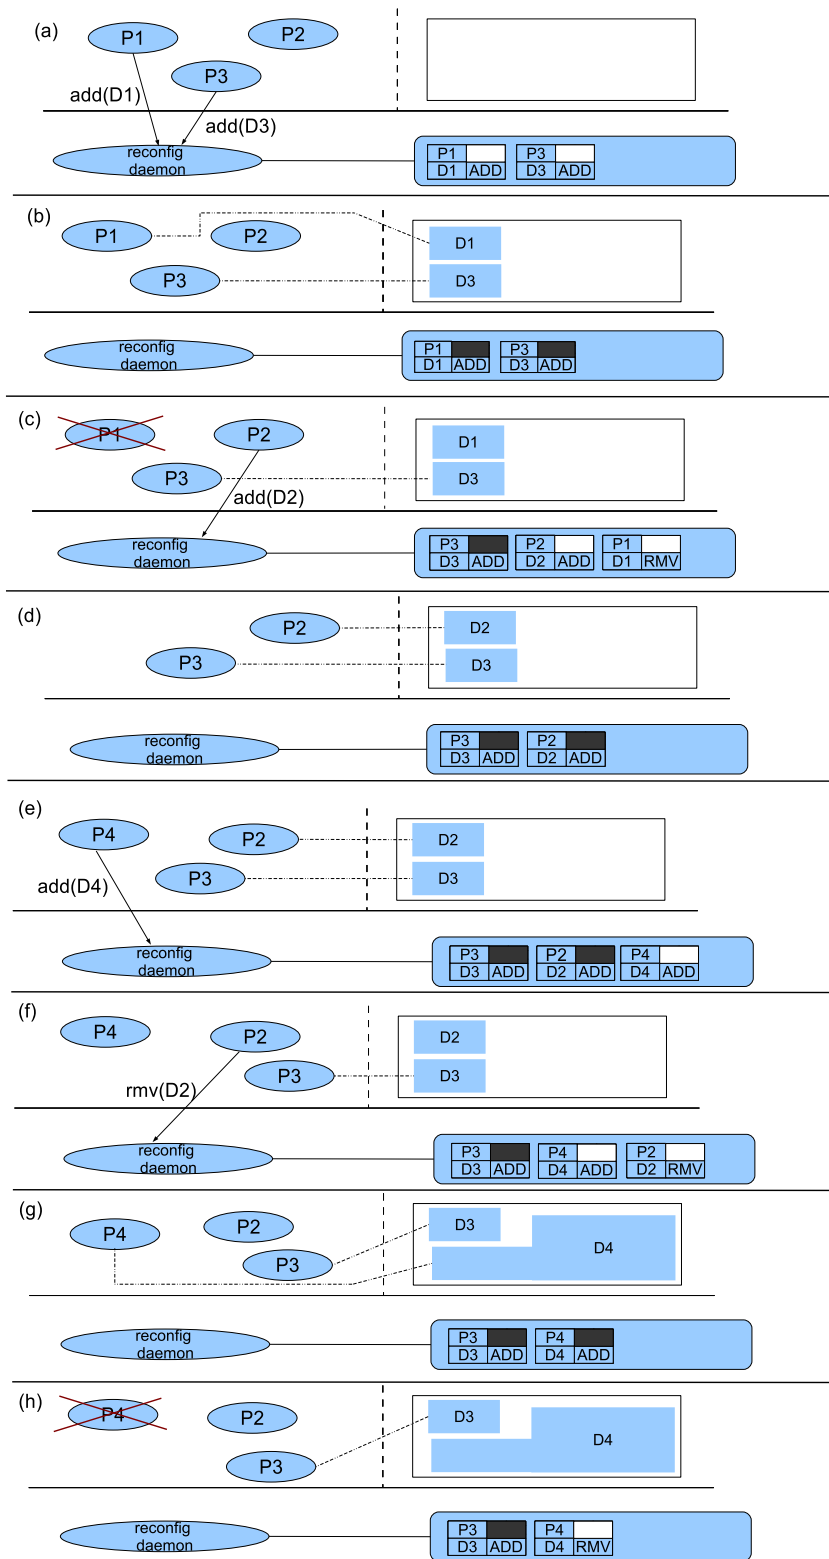 (a)
P1
P2
P3
add(D1)
add(D3)
reconfig
daemon
P1 P3
D1 ADD D3 ADD
(b)
P1
P2
P3
D1
D3
reconfig
daemon
P1 P3
D1 ADD D3 ADD
(c)
P1
P2
P3
D1
D3
add(D2)
reconfig
daemon
P3 P2 P1
D3 ADD D2 ADD D1 RMV
(d)
P2
P3
D2
D3
reconfig
daemon
P3 P2
D3 ADD D2 ADD
(e)
P4
P2
P3
D2
D3
add(D4)
reconfig
daemon
P3 P2 P4
D3 ADD D2 ADD D4 ADD
(f)
P4
P2
P3
D2
D3
rmv(D2)
reconfig
daemon
P3 P4 P2
D3 ADD D4 ADD D2 RMV
(g)
P4
P2
P3
D3
D4
reconfig
daemon
P3 P4
D3 ADD D4 ADD
(h)
P4
P2
P3
D3
D4
reconfig
daemon
P3 P4
D3 ADD D4 RMV